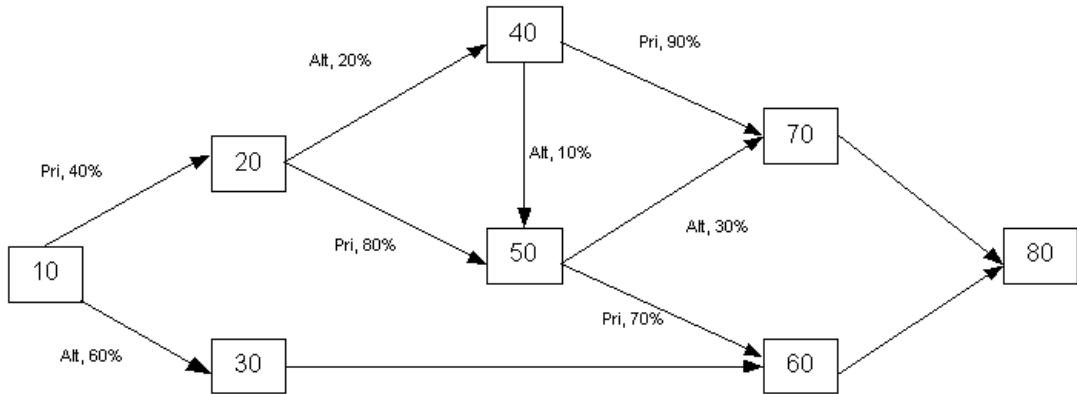 40
Pri, 90%
Alt, 20%
70
20
Alt, 10%
Pri, 40%
Alt, 30%
Pri, 80%
50
80
10
Pri, 70%
Alt, 60%
30
60